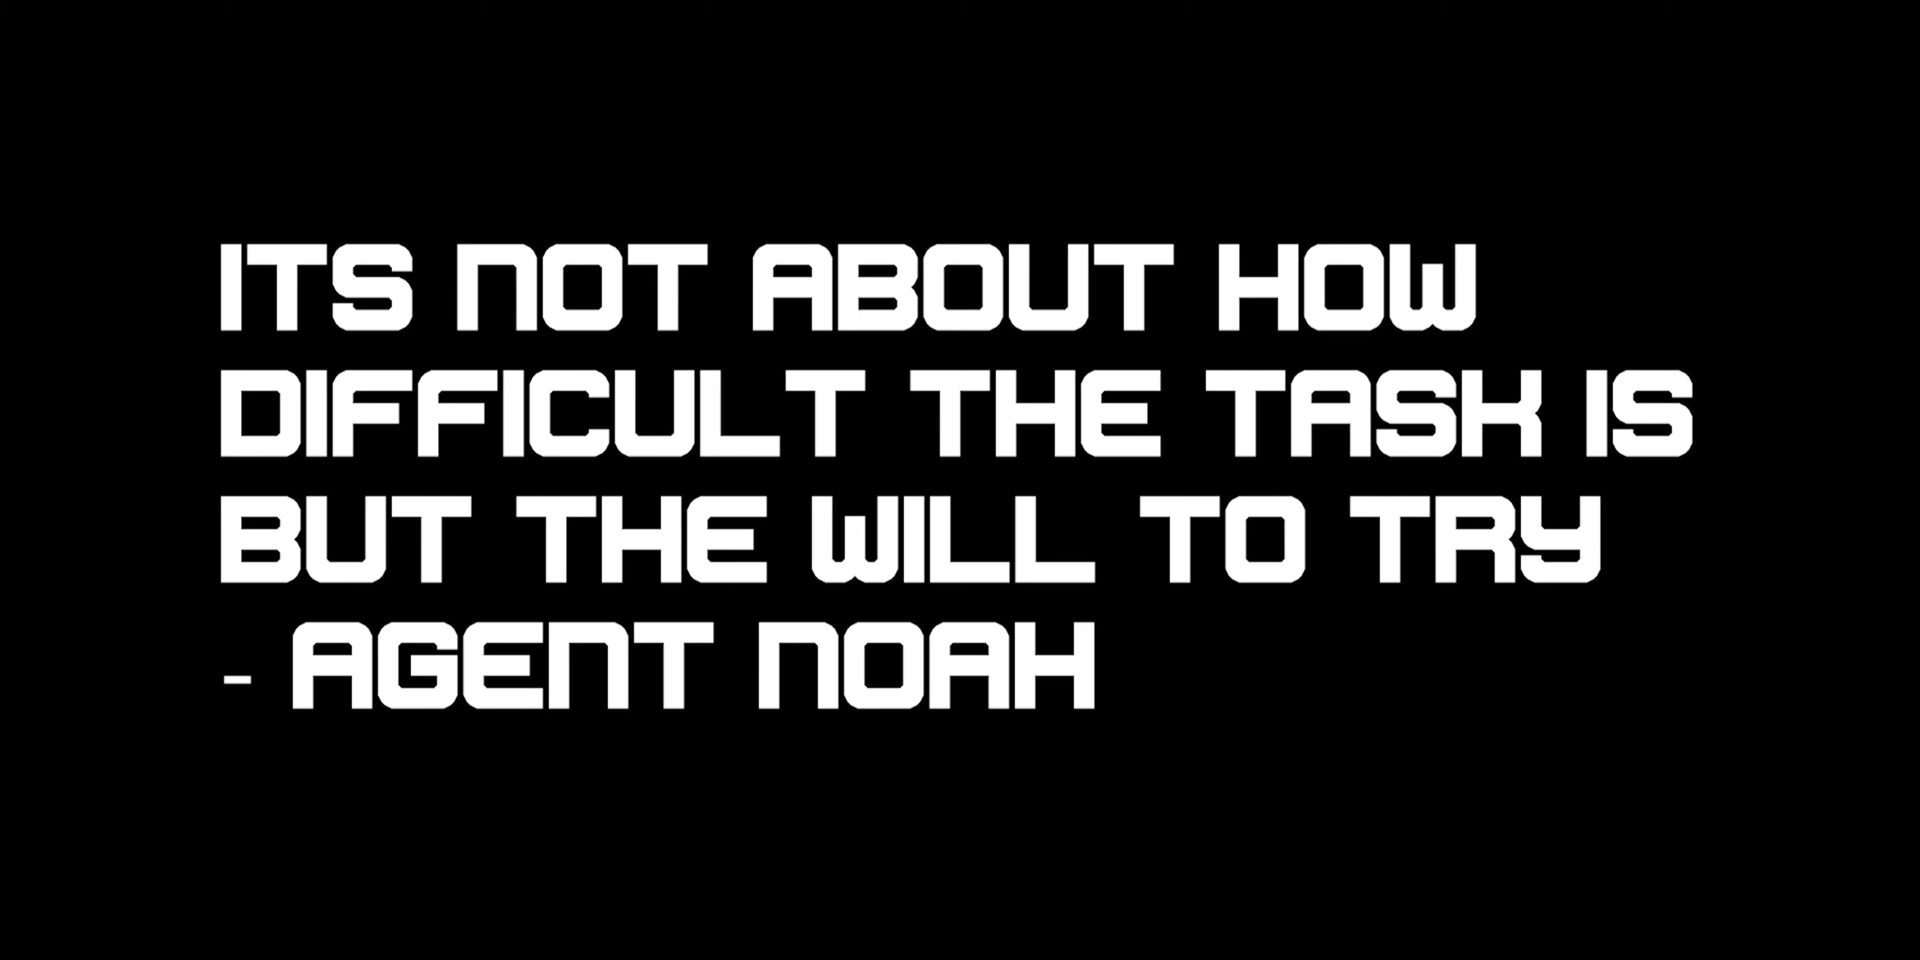 ITS NOT ABOUT HOW
DIFFICULT THE TASK IS
BUT THE WILL TO TRY
- AGENT NOAH